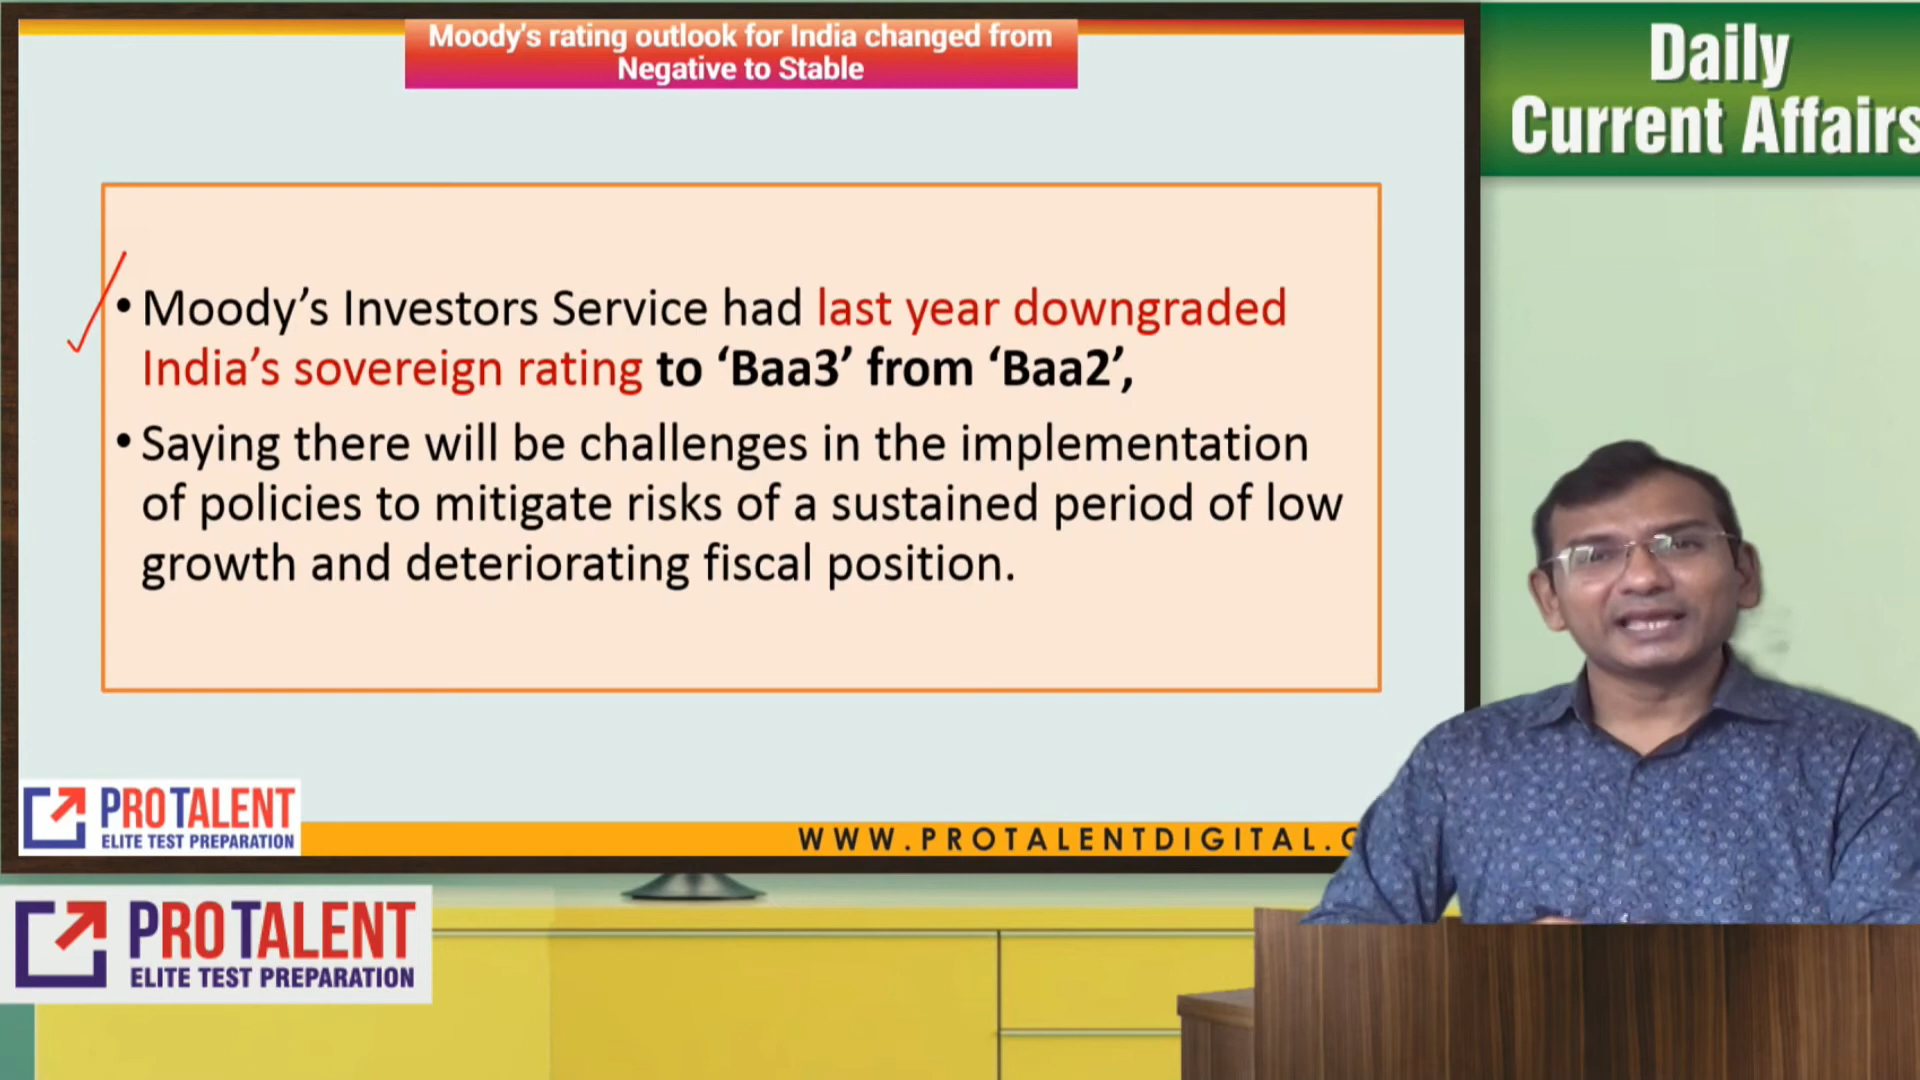 Moody's rating outlook for India changed from
Negative to Stable
Daily
Current Affairs
• Moody’s Investors Service had last year downgraded
India’s sovereign rating to ‘Baa3’ from ‘Baa2’,
• Saying there will be challenges in the implementation
of policies to mitigate risks of a sustained period of low
growth and deteriorating fiscal position.
PROTALENT
ELITE TEST PREPARATION
WWW.PROTALENTDIGITAL.C
PROTALENT
ELITE TEST PREPARATION